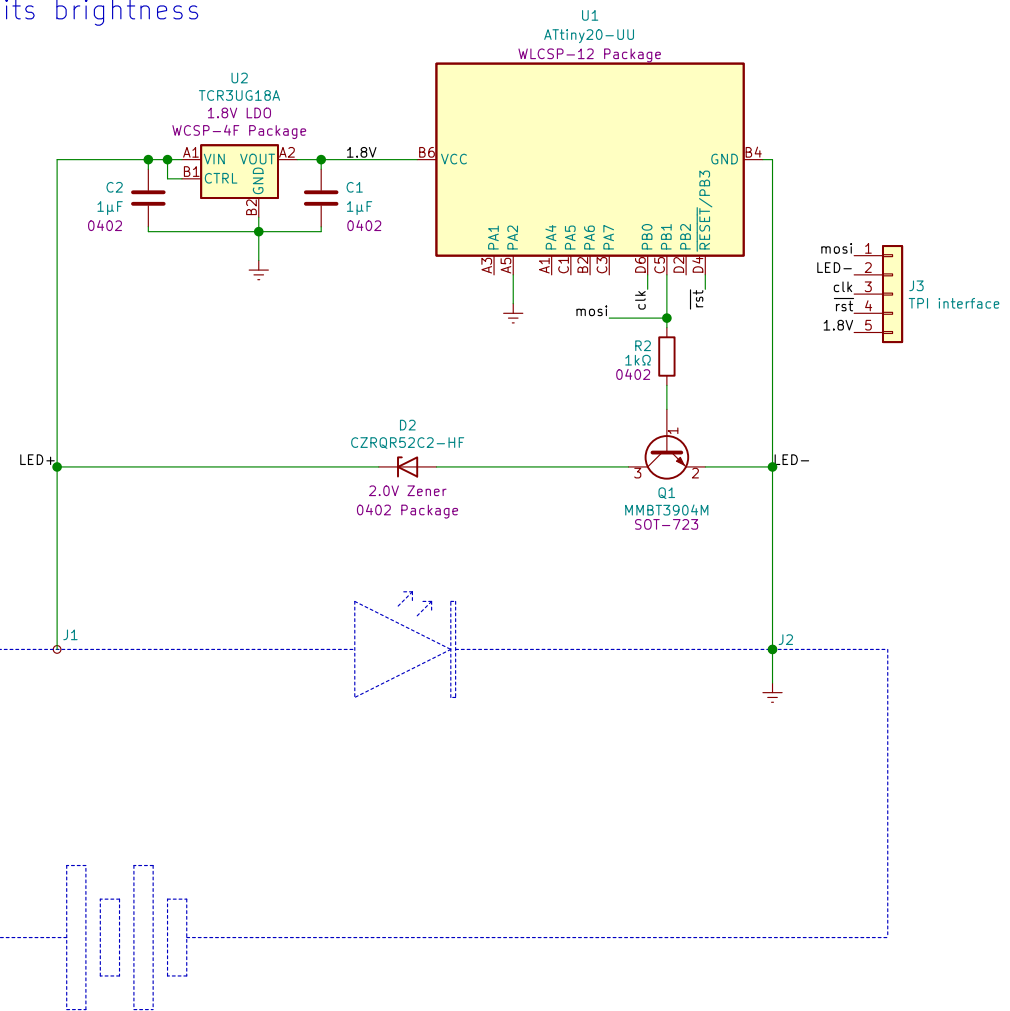 its brightness
U1
ATtiny20-UU
WLCSP-12 Package
U2
TCR3UG18A
1.8V LDO
WCSP-4F Package
A1
VIN
VOUT
A2
1.8V
B6
VCC
GND
B4
B1
CTRL
GND
B2
C2
1µF
0402
C1
1µF
0402
PA1
PA2
PA4
PA5
PA6
PA7
PB0
PB1
PB2
RESET/PB3
A3
A5
A1
C1
B2
C3
D6
C5
D2
D4
clk
rst
mosi
mosi
1
LED-
2
clk
3
rst
4
1.8V
5
J3
TPI interface
R2
1kΩ
0402
D2
CZRQR52C2-HF
2.0V Zener
0402 Package
LED+
LED-
1
3
2
Q1
MMBT3904M
SOT-723
J1
J2